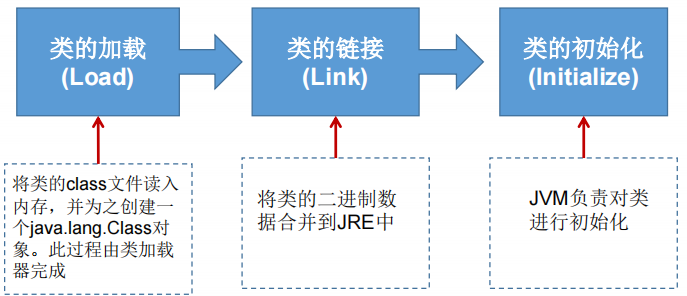 类的加载
(Load)
类的链接
(Link)
类的初始化
(Initialize)
将类的class文件读入
内存，并为之创建一
个java.lang.Class对
象。此过程由类加载
器完成
将类的二进制数
据合并到JRE中
JVM负责对类
进行初始化